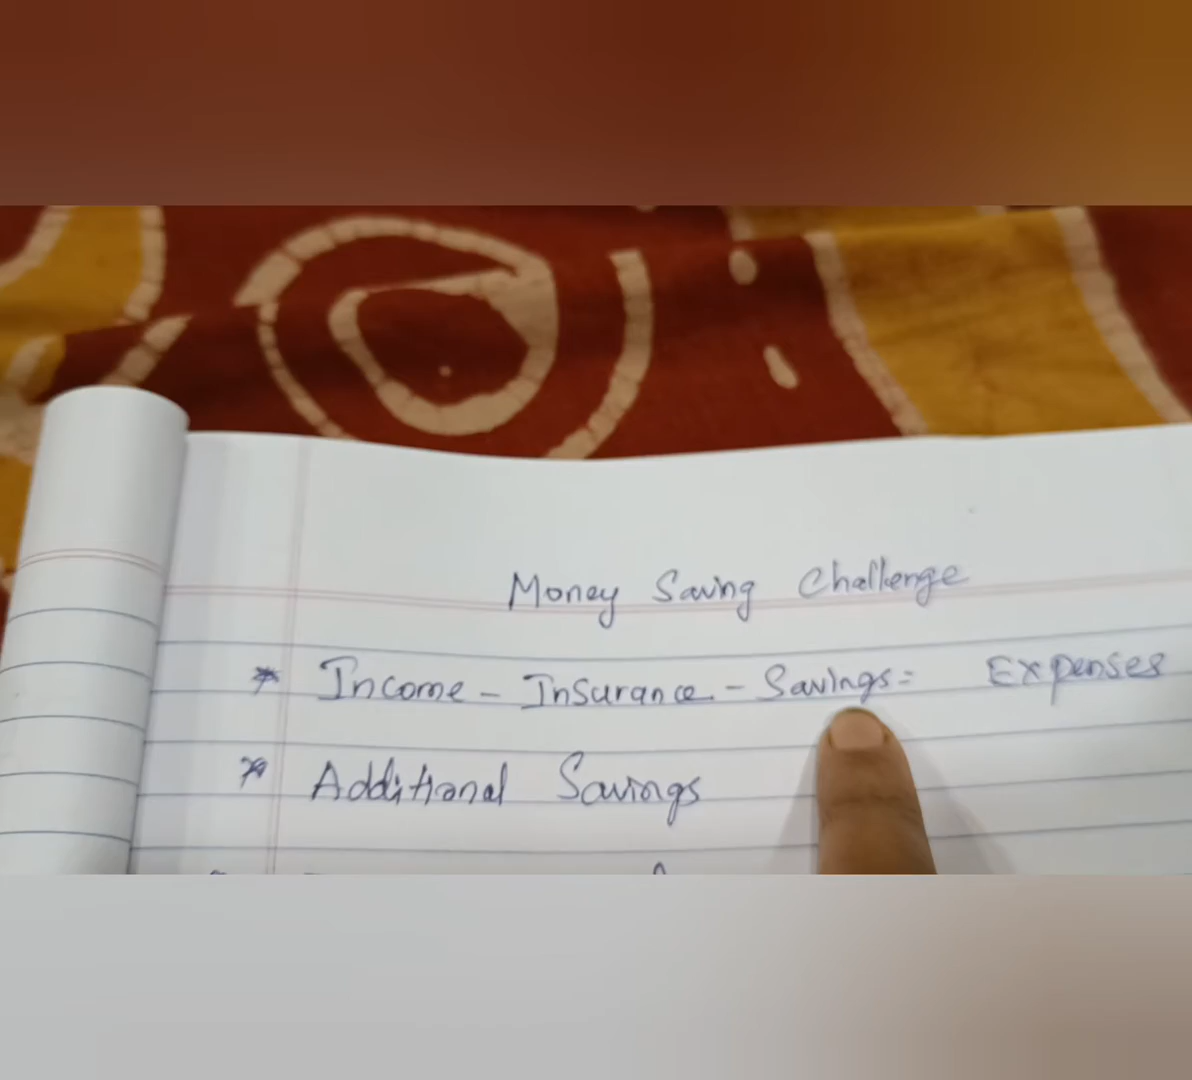 Money Saving Challenge
* Income - Insurance - Savings = Expenses
* Additional Savings